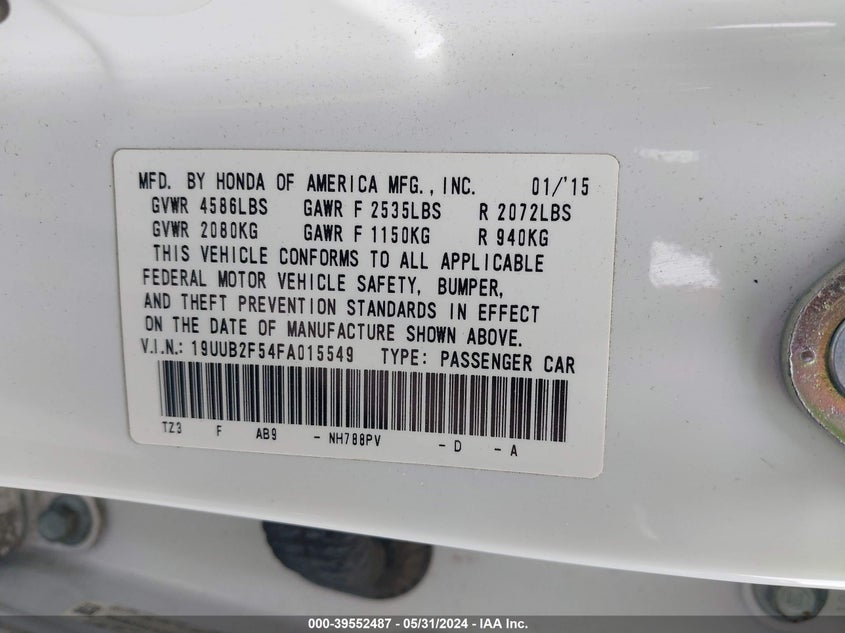 MFD. BY HONDA OF AMERICA MFG., INC. 01/'15
GVWR 4586LBS GAWR F 2535LBS R 2072LBS
GVWR 2080KG GAWR F 1150KG R 940KG
THIS VEHICLE CONFORMS TO ALL APPLICABLE
FEDERAL MOTOR VEHICLE SAFETY, BUMPER,
AND THEFT PREVENTION STANDARDS IN EFFECT
ON THE DATE OF MANUFACTURE SHOWN ABOVE.
V.I.N.: 19UUB2F54FA015549 TYPE: PASSENGER CAR
TZ3 F AB9 - NH788PV - D - A
000-39552487 / 05/31/2024 - IAA Inc.